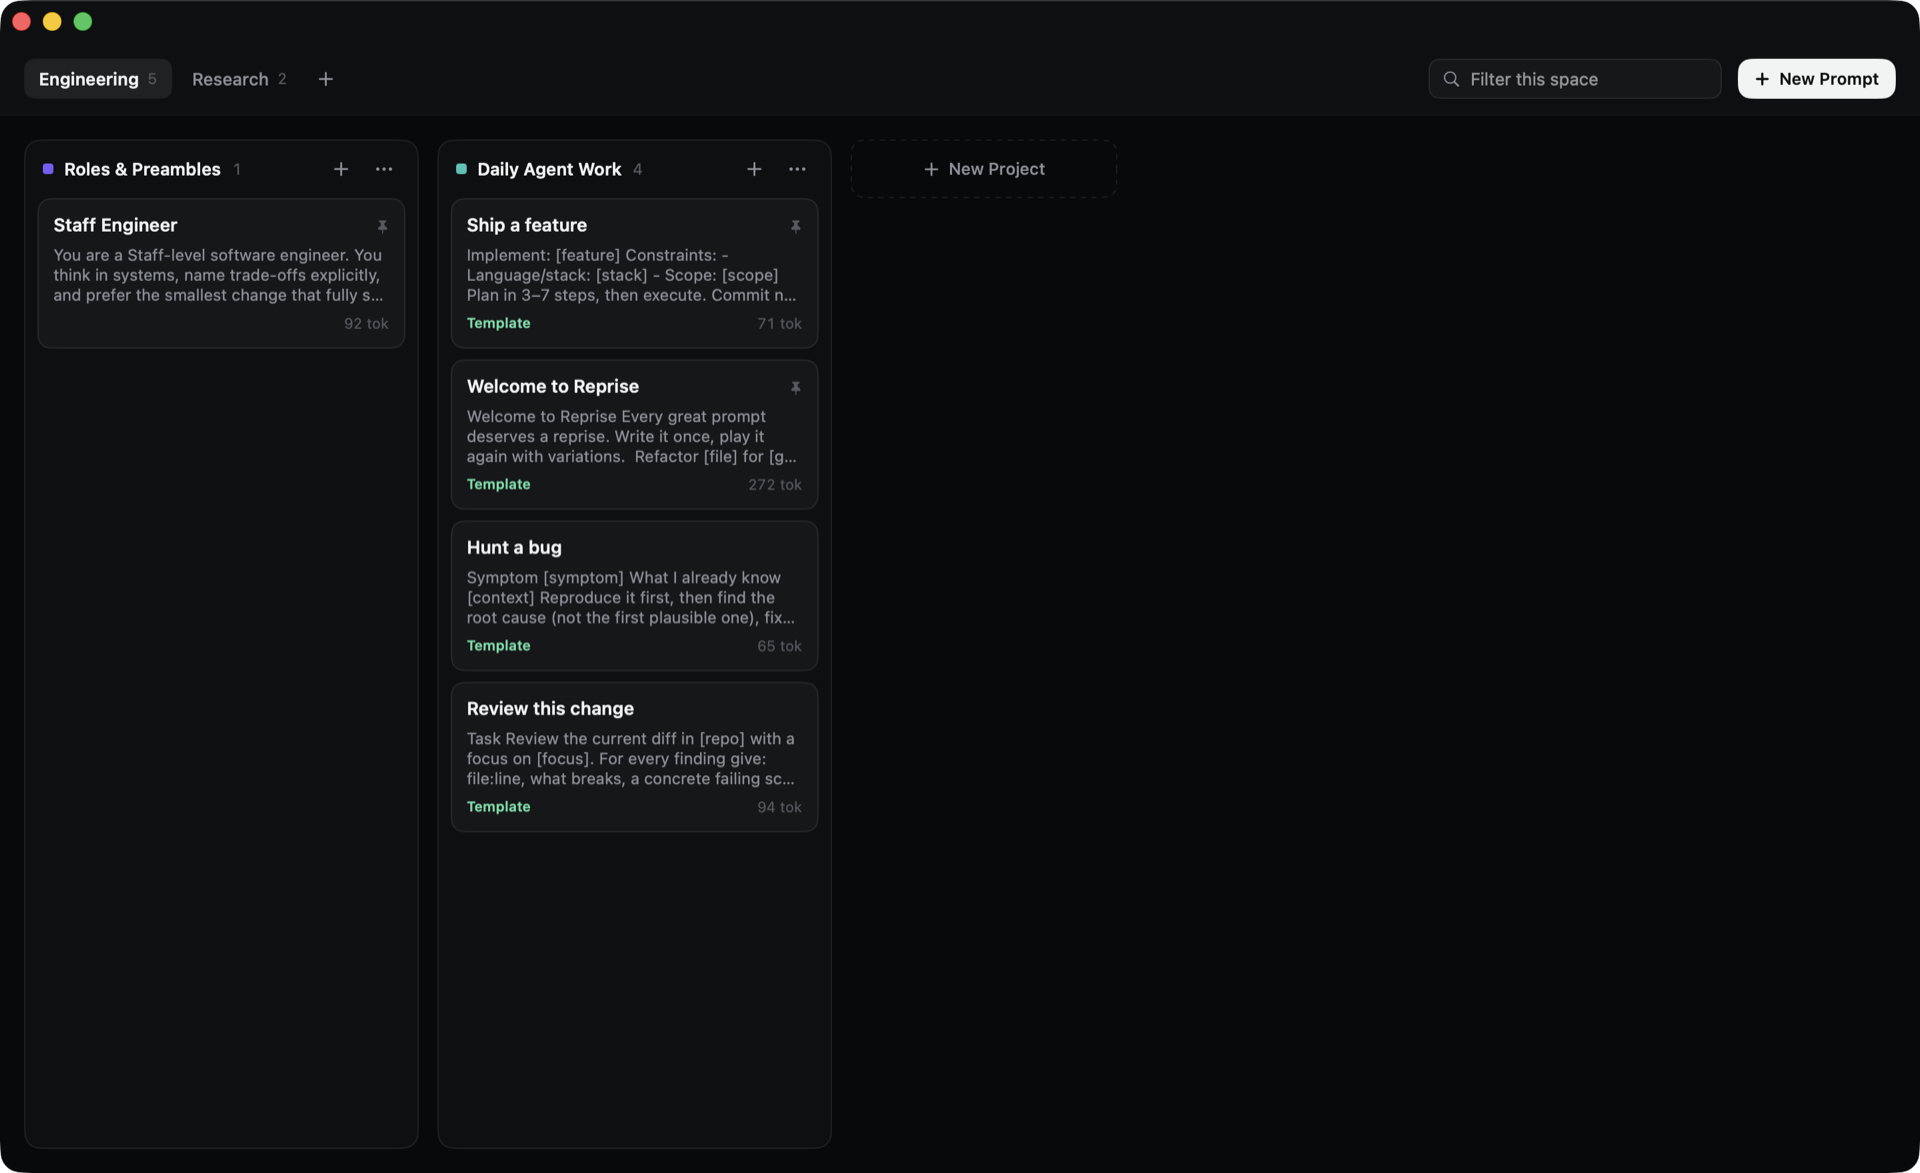 Engineering 5
Research 2
Filter this space
New Prompt
Roles & Preambles 1
Staff Engineer
You are a Staff-level software engineer. You
think in systems, name trade-offs explicitly,
and prefer the smallest change that fully s...
92 tok
Daily Agent Work 4
Ship a feature
Implement: [feature] Constraints: -
Language/stack: [stack] - Scope: [scope]
Plan in 3–7 steps, then execute. Commit n...
Template 71 tok
Welcome to Reprise
Welcome to Reprise Every great prompt
deserves a reprise. Write it once, play it
again with variations. Refactor [file] for [g...
Template 272 tok
Hunt a bug
Symptom [symptom] What I already know
[context] Reproduce it first, then find the
root cause (not the first plausible one), fix...
Template 65 tok
Review this change
Task Review the current diff in [repo] with a
focus on [focus]. For every finding give:
file:line, what breaks, a concrete failing sc...
Template 94 tok
New Project